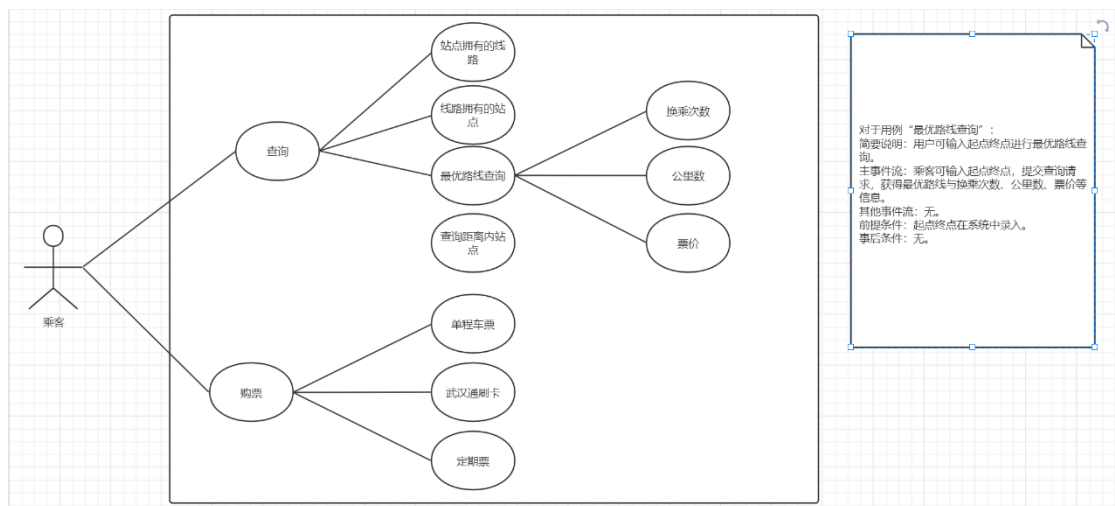 站点拥有的线
路
线路拥有的站
点
换乘次数
查询
最优路线查询
公里数
查询距离内站
点
票价
乘客
单程车票
购票
武汉通刷卡
定期票
对于用例“最优路线查询”:
简要说明:用户可输入起点终点进行最优路线查
询。
主事件流:乘客可输入起点终点,提交查询请
求,获得最优路线与换乘次数、公里数、票价等
信息。
其他事件流:无。
前提条件:起点终点在系统中录入。
事后条件:无。